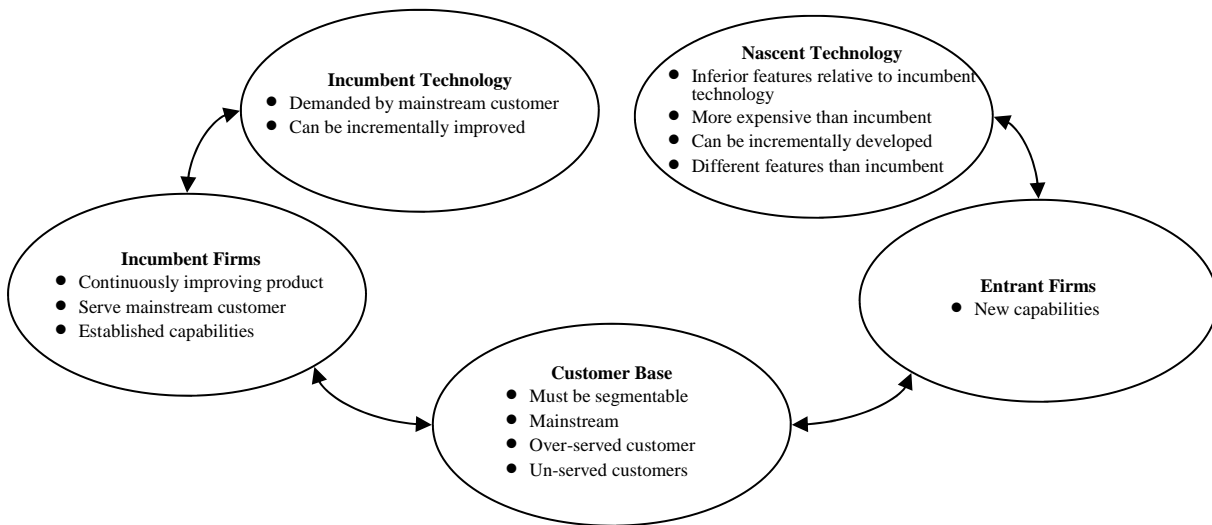 Incumbent Technology
● Demanded by mainstream customer
● Can be incrementally improved
Nascent Technology
● Inferior features relative to incumbent
technology
● More expensive than incumbent
● Can be incrementally developed
● Different features than incumbent
Incumbent Firms
● Continuously improving product
● Serve mainstream customer
● Established capabilities
Entrant Firms
● New capabilities
Customer Base
● Must be segmentable
● Mainstream
● Over-served customer
● Un-served customers